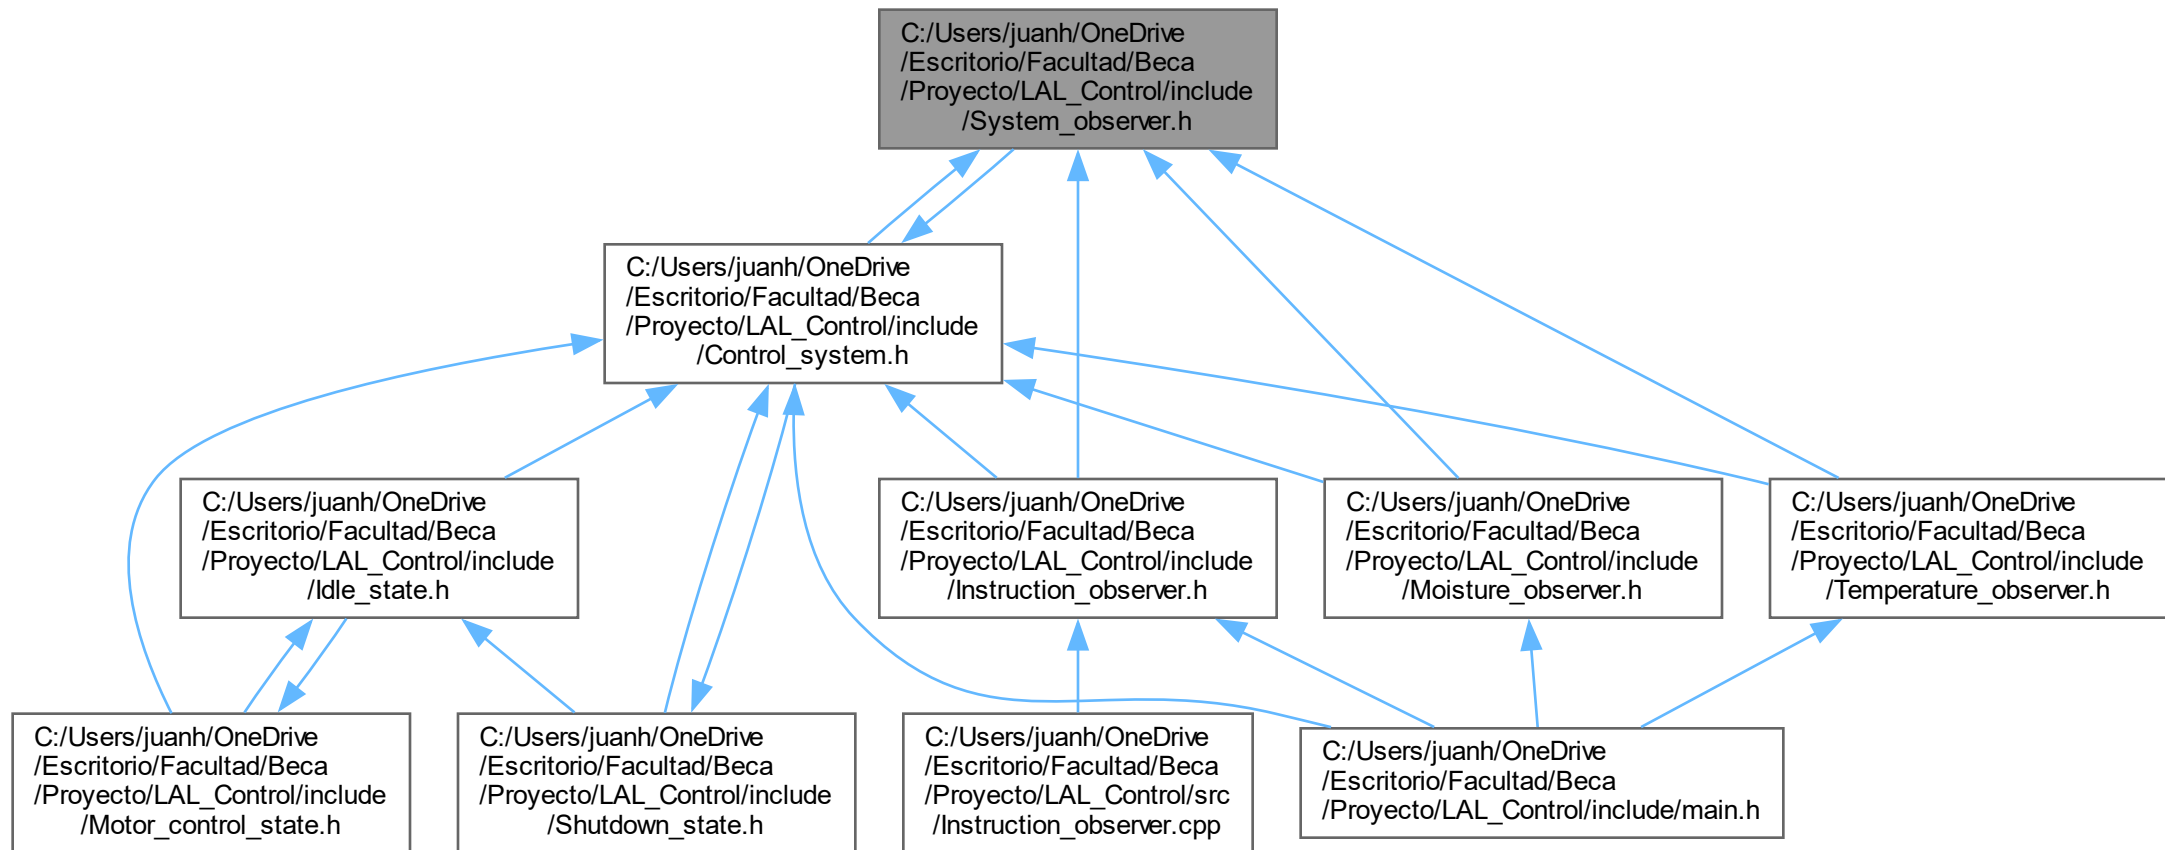 C:/Users/juanh/OneDrive
/Escritorio/Facultad/Beca
/Proyecto/LAL_Control/include
/System_observer.h
C:/Users/juanh/OneDrive
/Escritorio/Facultad/Beca
/Proyecto/LAL_Control/include
/Control_system.h
C:/Users/juanh/OneDrive
/Escritorio/Facultad/Beca
/Proyecto/LAL_Control/include
/Idle_state.h
C:/Users/juanh/OneDrive
/Escritorio/Facultad/Beca
/Proyecto/LAL_Control/include
/Instruction_observer.h
C:/Users/juanh/OneDrive
/Escritorio/Facultad/Beca
/Proyecto/LAL_Control/include
/Moisture_observer.h
C:/Users/juanh/OneDrive
/Escritorio/Facultad/Beca
/Proyecto/LAL_Control/include
/Temperature_observer.h
C:/Users/juanh/OneDrive
/Escritorio/Facultad/Beca
/Proyecto/LAL_Control/include
/Motor_control_state.h
C:/Users/juanh/OneDrive
/Escritorio/Facultad/Beca
/Proyecto/LAL_Control/include
/Shutdown_state.h
C:/Users/juanh/OneDrive
/Escritorio/Facultad/Beca
/Proyecto/LAL_Control/src
/Instruction_observer.cpp
C:/Users/juanh/OneDrive
/Escritorio/Facultad/Beca
/Proyecto/LAL_Control/include/main.h